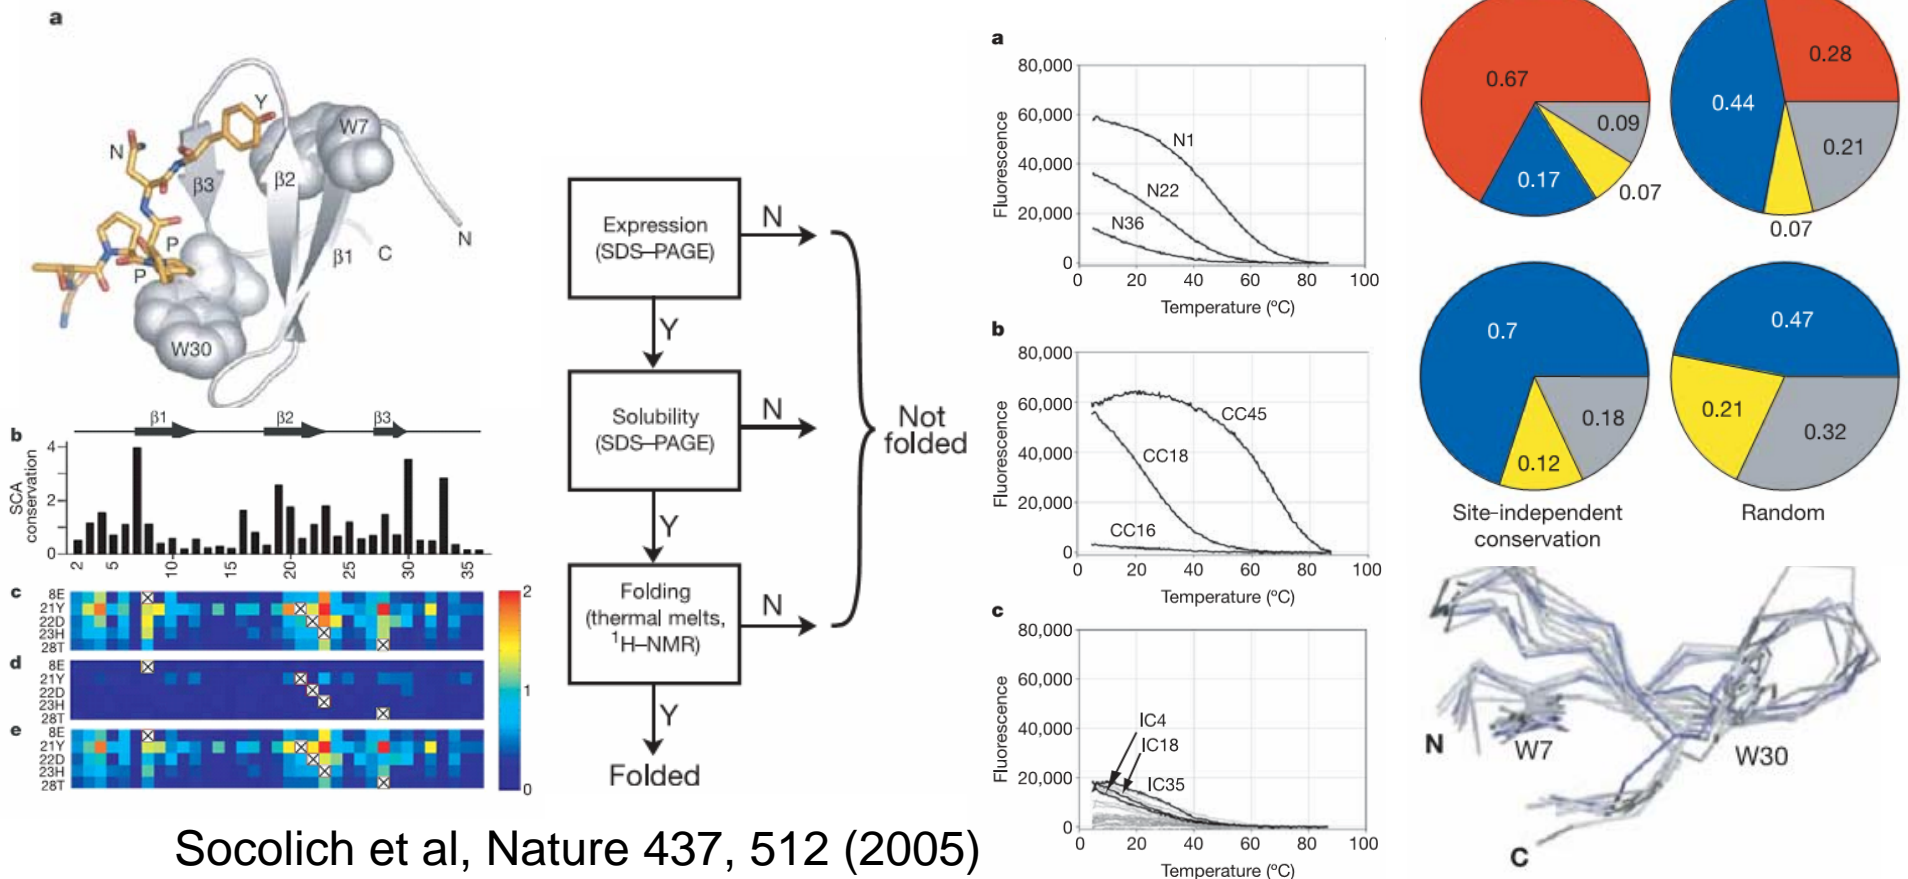 a
Y
W7
N
β3
β2
P
N
β1
C
P
W30
b
β1
β2
β3
SCA
conservation
4
2
0
2
5
10
15
20
25
30
35
c
8E
21Y
22D
23H
28T
2
d
8E
21Y
22D
23H
28T
1
e
8E
21Y
22D
23H
28T
0
Expression
(SDS–PAGE)
N
Y
Solubility
(SDS–PAGE)
N
Y
Folding
(thermal melts,
¹H–NMR)
N
Y
Folded
Not
folded
a
80,000
60,000
40,000
20,000
0
Fluorescence
N1
N22
N36
0
20
40
60
80
100
Temperature (ºC)
b
80,000
60,000
40,000
20,000
0
Fluorescence
CC45
CC18
CC16
0
20
40
60
80
100
Temperature (ºC)
c
80,000
60,000
40,000
20,000
0
Fluorescence
IC4
IC18
IC35
0
20
40
60
80
100
Temperature (ºC)
0.67
0.09
0.17
0.07
0.28
0.44
0.21
0.07
0.7
0.18
0.12
Site-independent
conservation
0.47
0.21
0.32
Random
N
W7
W30
C
Socolich et al, Nature 437, 512 (2005)